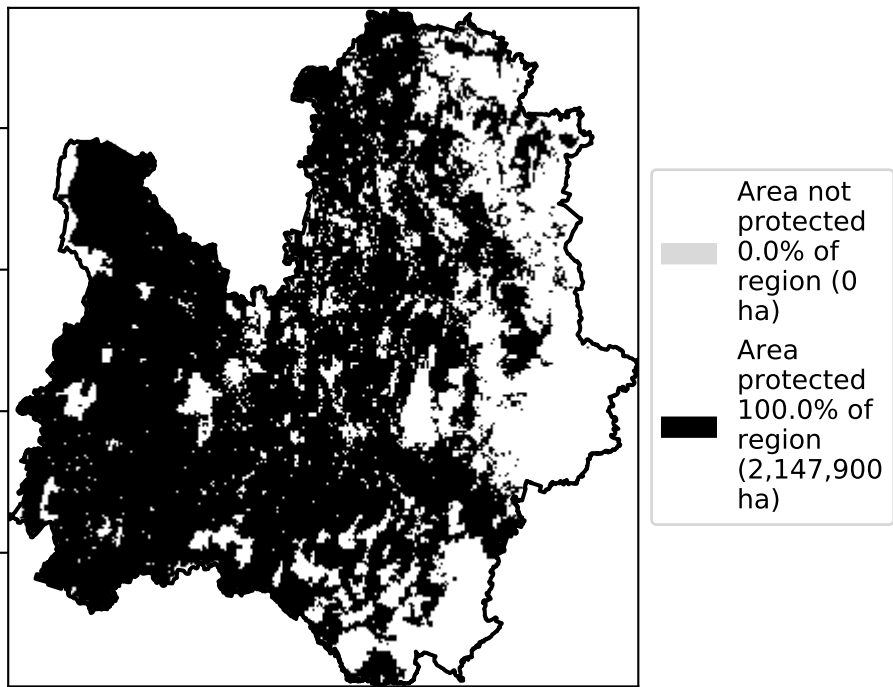 Area not
protected
0.0% of
region (0
ha)
Area
protected
100.0% of
region
(2,147,900
ha)